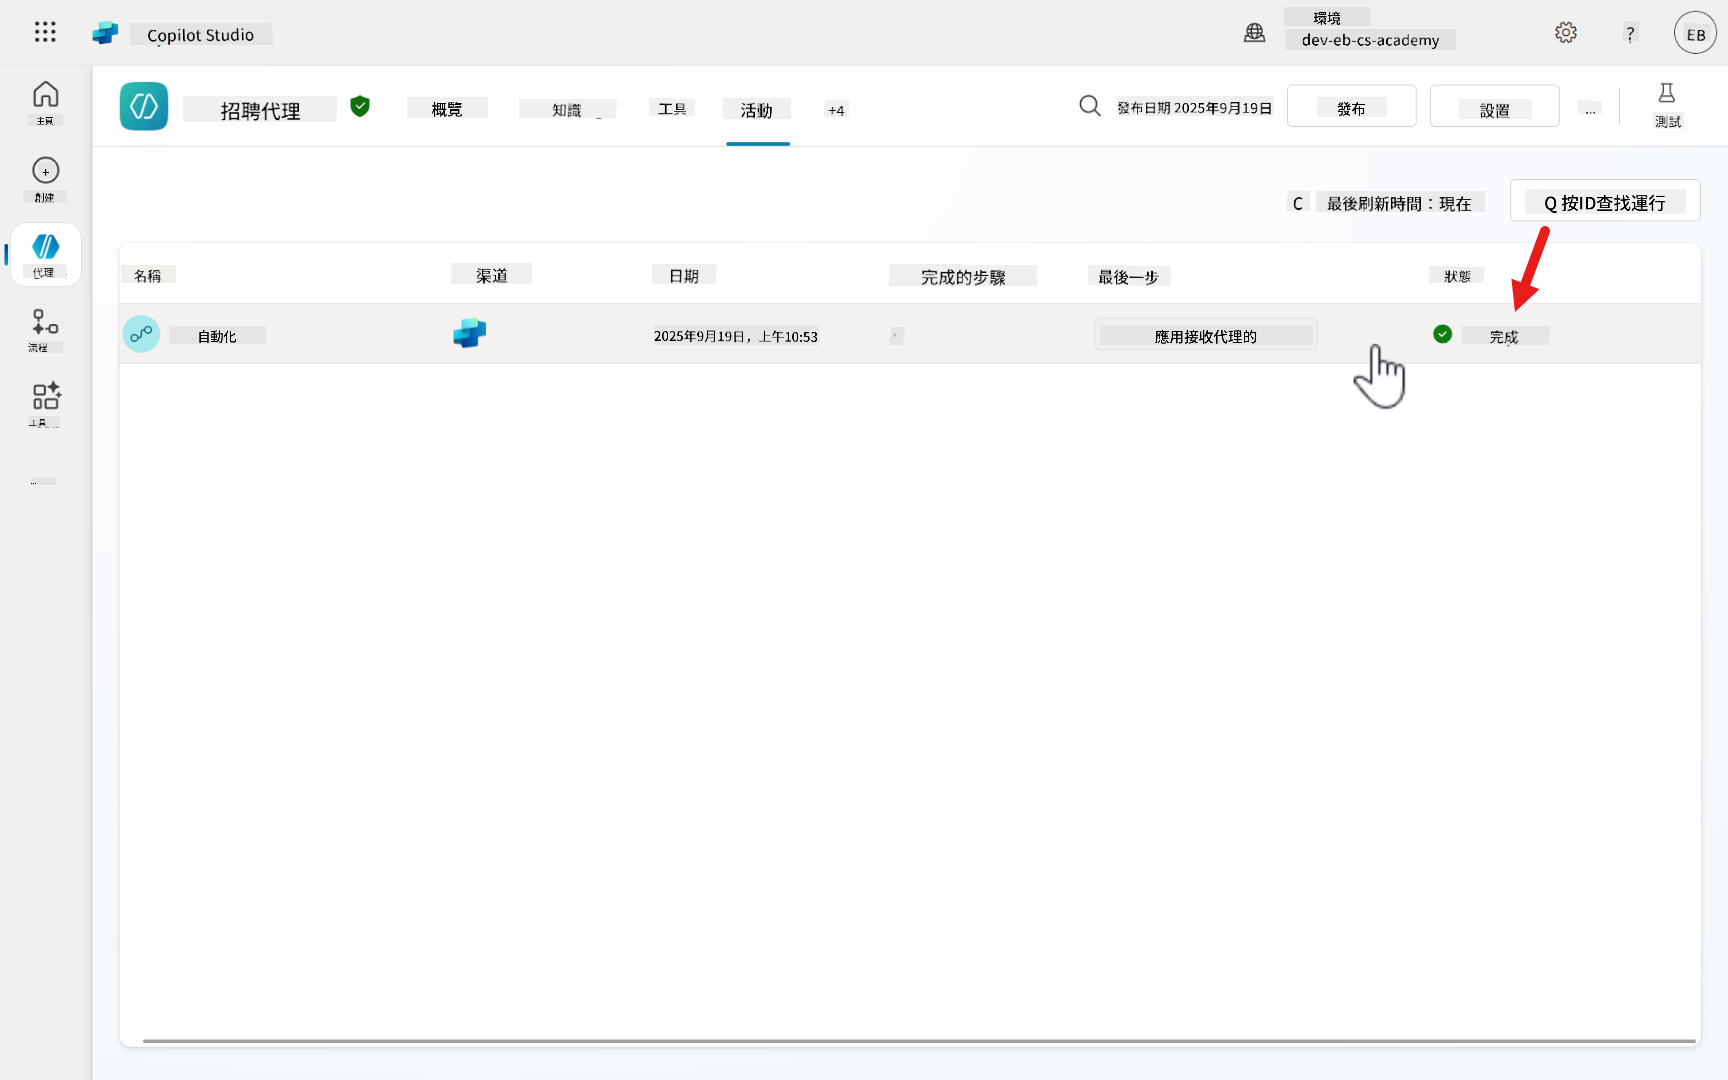 Copilot Studio
環境
dev-eb-cs-academy
?
EB
主頁
創建
代理
流程
工具
...
招聘代理
概覽
知識
工具
活動
+4
發布日期 2025年9月19日
發布
設置
...
測試
C 最後刷新時間：現在
Q 按ID查找運行
名稱
渠道
日期
完成的步驟
最後一步
狀態
自動化
2025年9月19日，上午10:53
應用接收代理的
完成